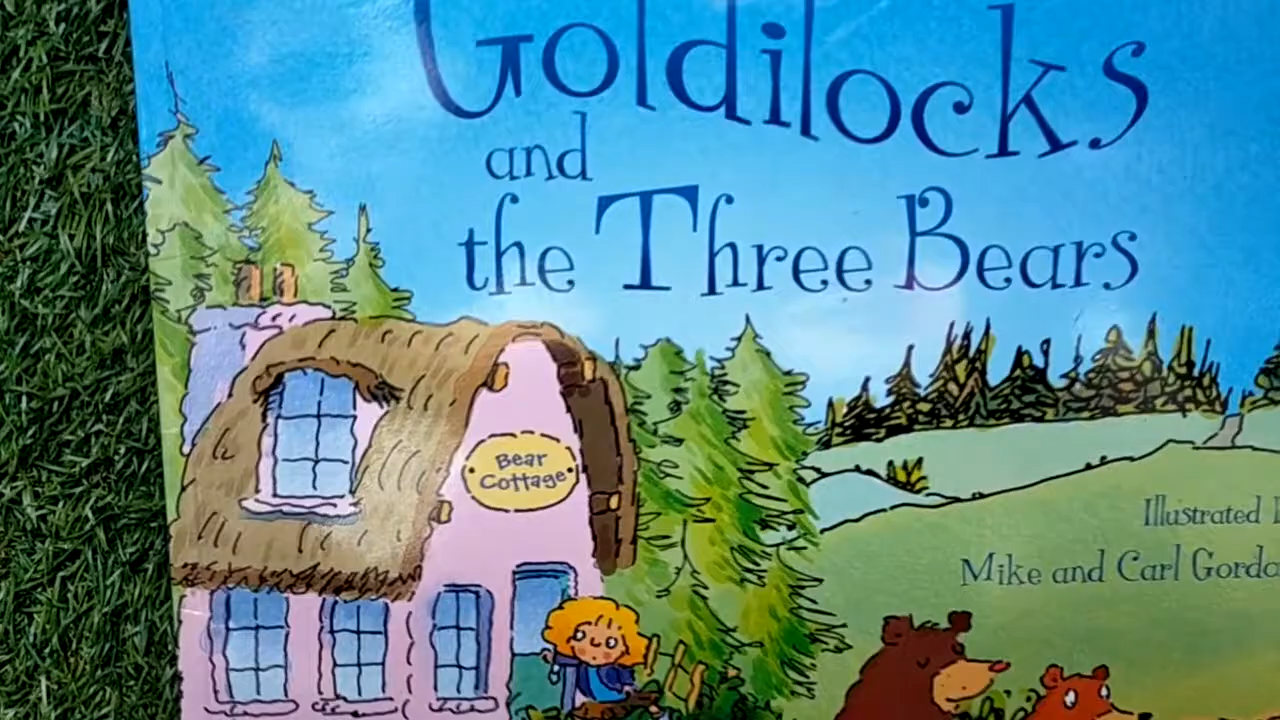 Goldilocks
and
the Three Bears
Bear
Cottage
Illustrated
Mike and Carl